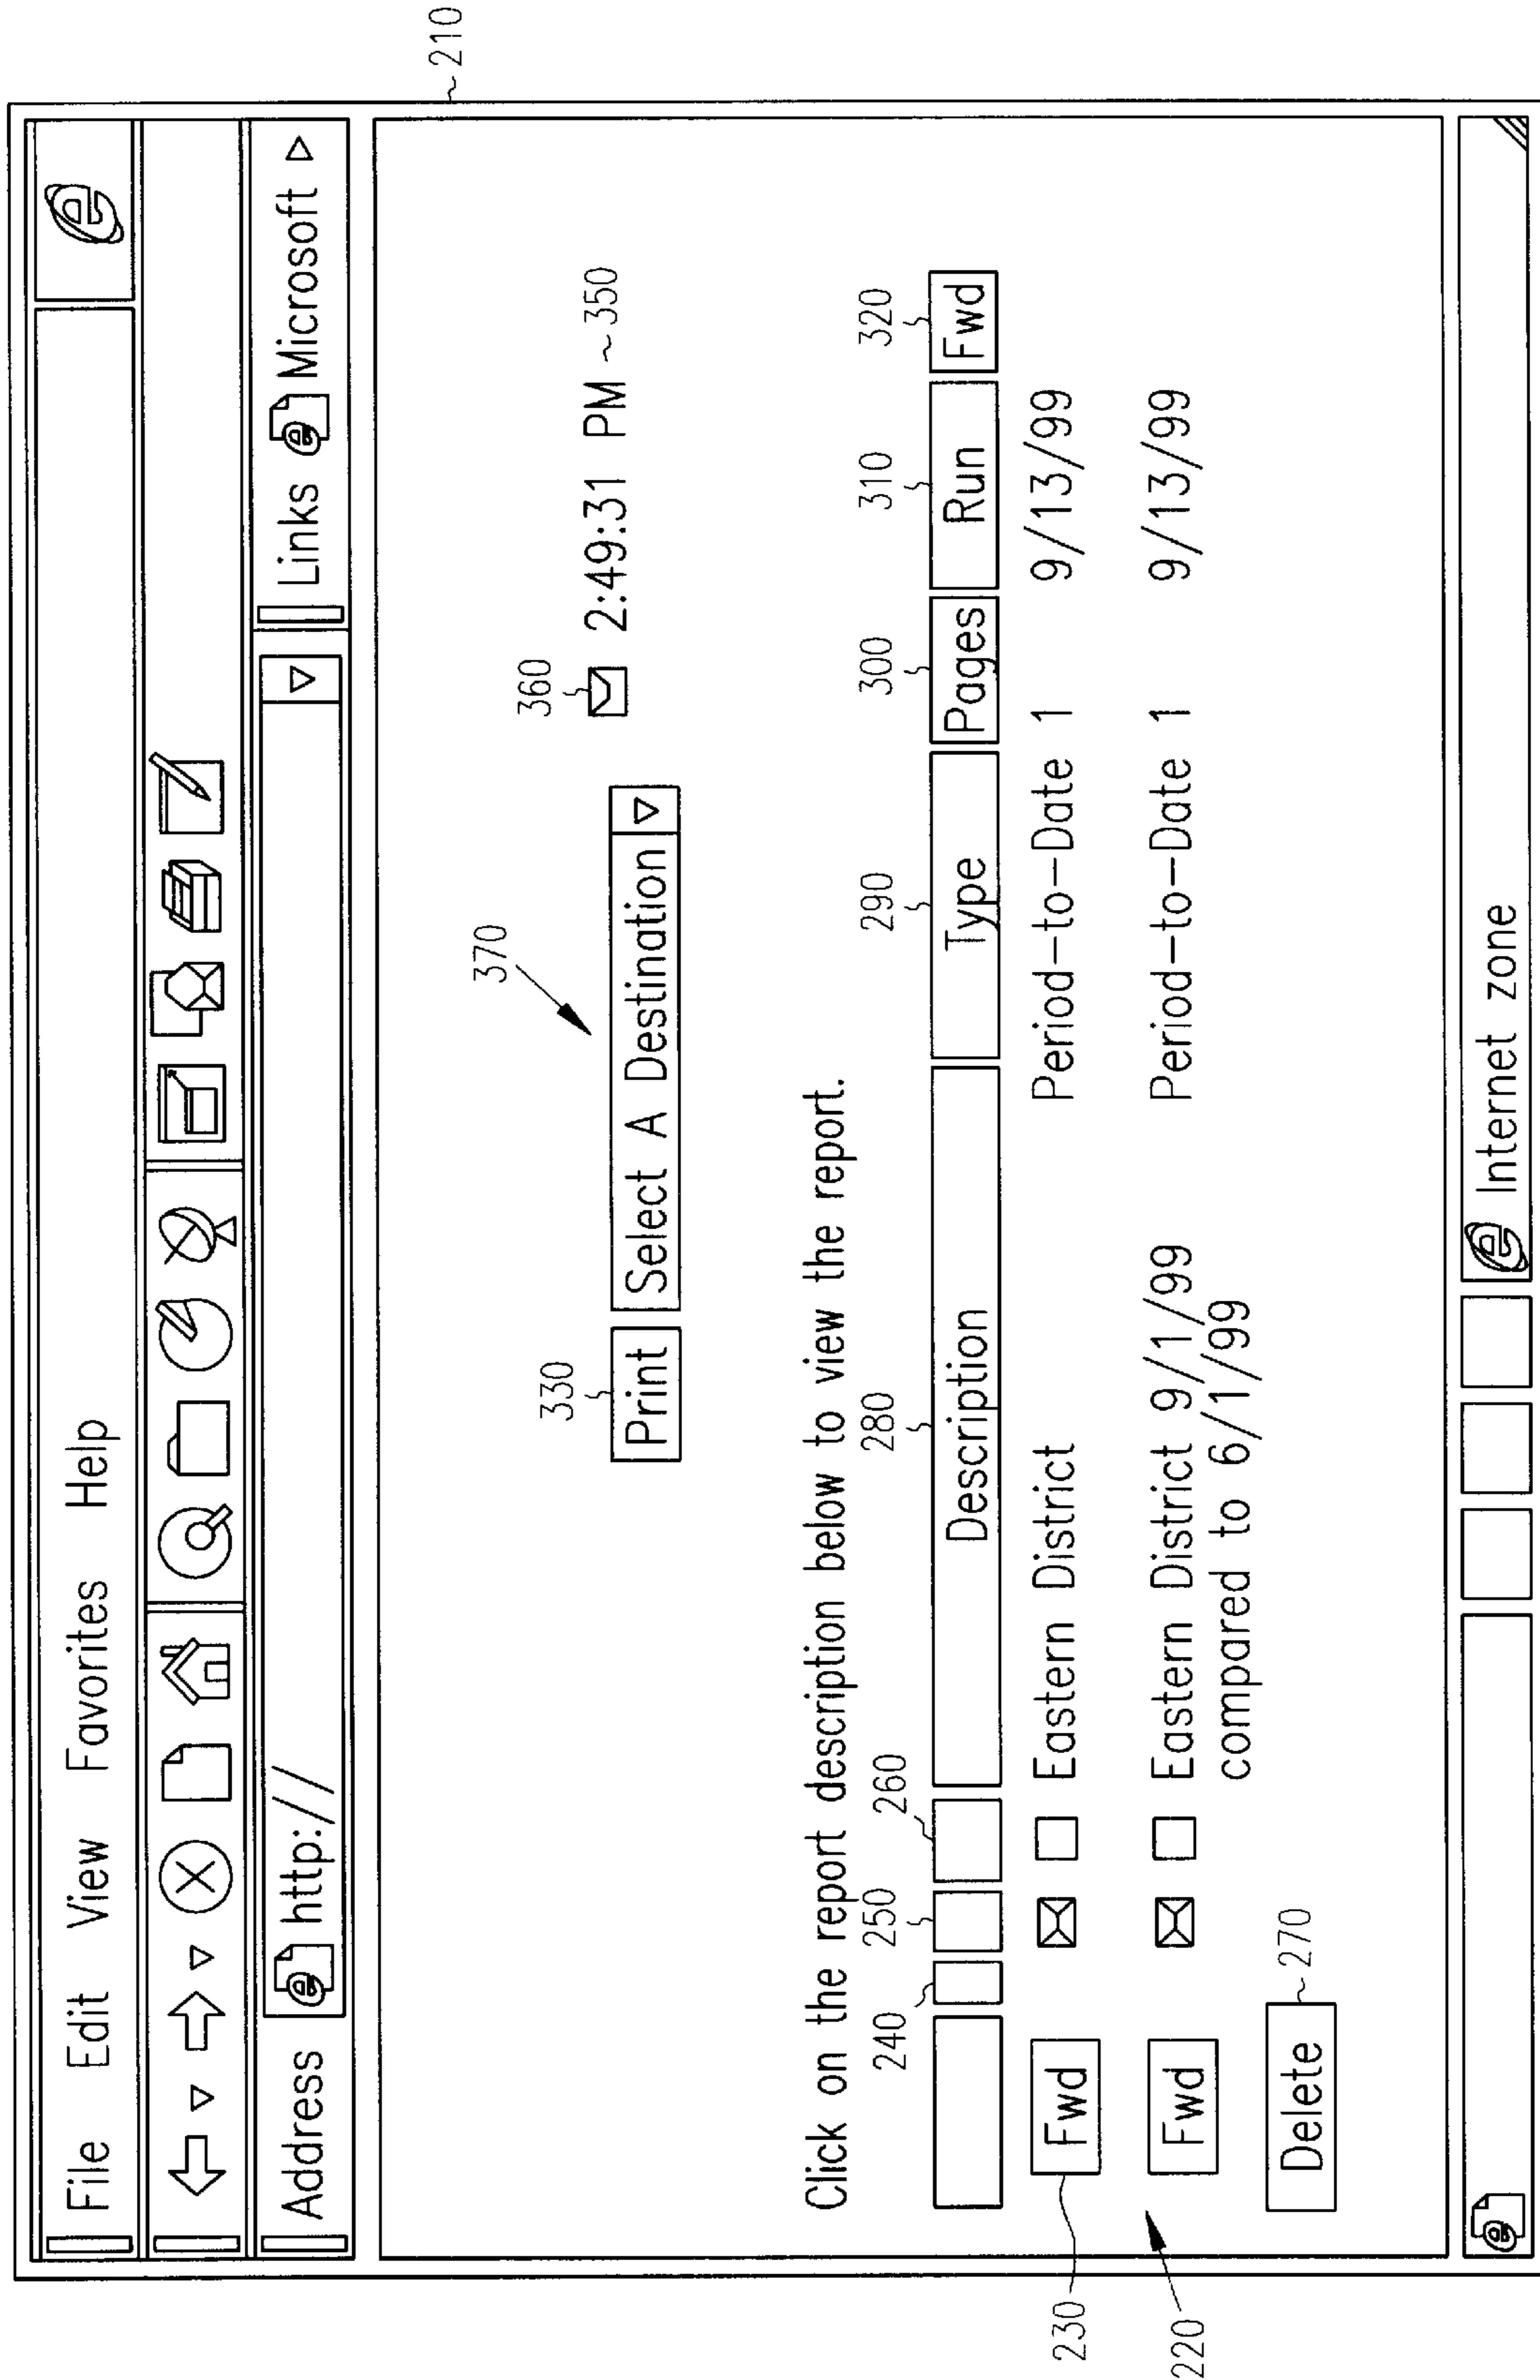 210
File Edit View Favorites Help
Address http:// Links Microsoft
360
2:49:31 PM ~350
370
330
Print Select A Destination
Click on the report description below to view the report.
240 250 260 280 290 300 310 320
Description Type Pages Run Fwd
230 Fwd Eastern District Period-to-Date 1 9/13/99
220 Fwd Eastern District 9/1/99 Period-to-Date 1 9/13/99
compared to 6/1/99
Delete ~270
Internet zone